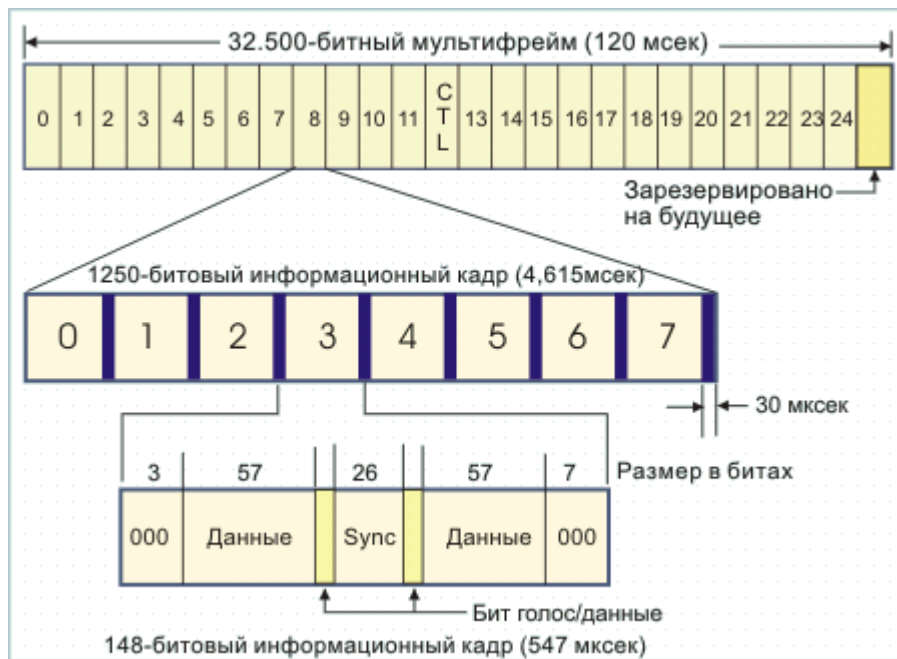 32.500-битный мультифрейм (120 мсек)
0 1 2 3 4 5 6 7 8 9 10 11 CTL 13 14 15 16 17 18 19 20 21 22 23 24
Зарезервировано
на будущее
1250-битовый информационный кадр (4,615мсек)
0 1 2 3 4 5 6 7
30 мксек
3 57 26 57 7 Размер в битах
000 Данные Sync Данные 000
Бит голос/данные
148-битовый информационный кадр (547 мксек)